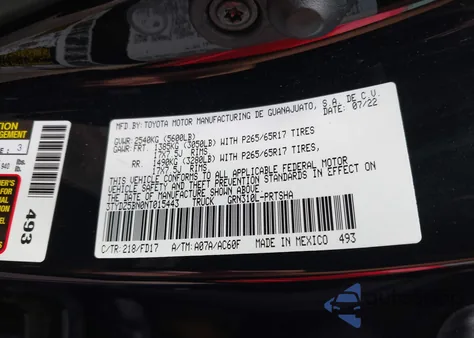 MFD.BY: TOYOTA MOTOR MANUFACTURING DE GUANAJUATO, S.A. DE C.V.
07/22
GVWR 2540KG (5600LB)
GAWR FRT. 1385KG (3050LB) WITH P265/65R17 TIRES
17X7.5J RIMS
RR. 1490KG (3280LB) WITH P265/65R17 TIRES
17X7.5J RIMS
THIS VEHICLE CONFORMS TO ALL APPLICABLE FEDERAL MOTOR
VEHICLE SAFETY AND THEFT PREVENTION STANDARDS IN EFFECT ON
THE DATE OF MANUFACTURE SHOWN ABOVE.
TRUCK GRN310L-PRTSHA
C/TR: 218/FD17 A/TM: A07A/AC60F MADE IN MEXICO 493
3
493